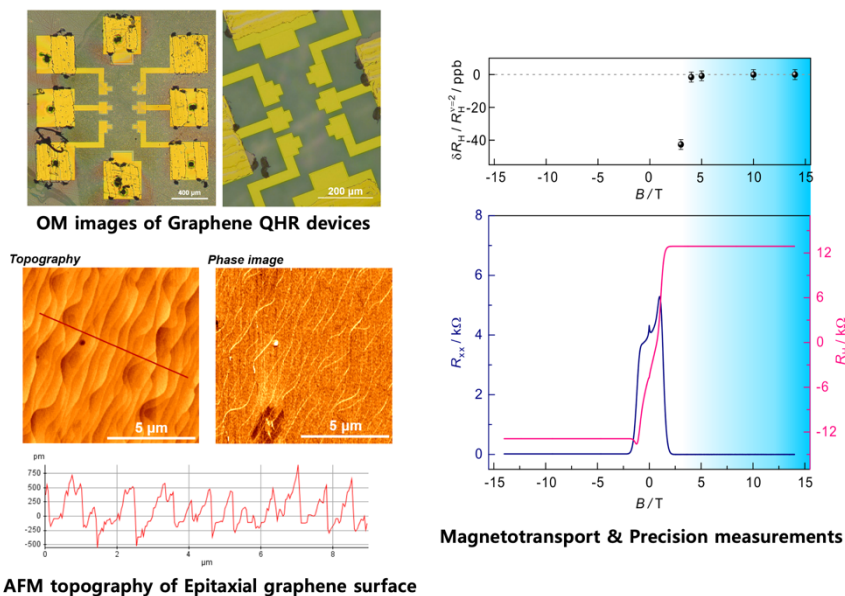 400 µm
200 µm
OM images of Graphene QHR devices
Topography
Phase image
5 µm
5 µm
pm
750
500
250
0
-250
-500
0
2
4
6
8
µm
AFM topography of Epitaxial graphene surface
δR_H / R_H^ν=2 / ppb
0
-20
-40
-15
-10
-5
0
5
10
15
B / T
R_xx / kΩ
8
6
4
2
0
12
6
0
-6
-12
/ kΩ
-15
-10
-5
0
5
10
15
B / T
Magnetotransport & Precision measurements